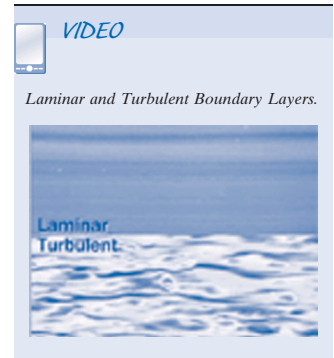 VIDEO
Laminar and Turbulent Boundary Layers.
Laminar
Turbulent